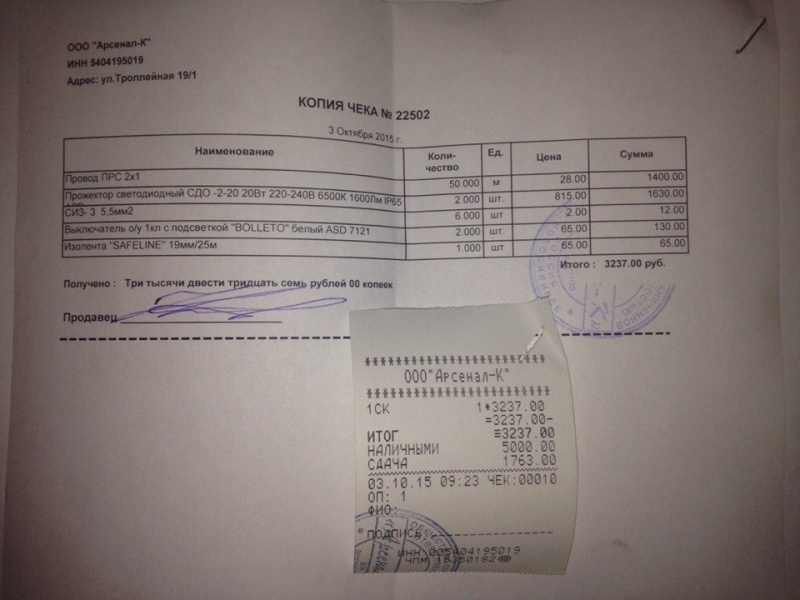 ООО "Арсенал-К"
ИНН 5404195019
Адрес: ул.Троллейная 19/1
КОПИЯ ЧЕКА № 22502
3 Октября 2015 г.
Наименование Коли- Ед. Цена Сумма
чество
Провод ПРС 2х1 50.000 м 28.00 1400.00
Прожектор светодиодный СДО -2-20 20Вт 220-240В 6500К 1600Лм IP65 2.000 шт. 815.00 1630.00
СИЗ- 3 5,5мм2 6.000 шт 2.00 12.00
Выключатель о/у 1кл с подсветкой "BOLLETO" белый ASD 7121 2.000 шт. 65.00 130.00
Изолента "SAFELINE" 19мм/25м 1.000 шт 65.00 65.00
Итого : 3237.00 руб.
Получено : Три тысячи двести тридцать семь рублей 00 копеек
Продавец
ООО"Арсенал-К"
1СК 1*3237.00
=3237.00-
ИТОГ ≡3237.00
НАЛИЧНЫМИ 5000.00
СДАЧА 1763.00
03.10.15 09:23 ЧЕК:00010
ОП: 1
ФИО:
ПОДПИСЬ
ИНН 005404195019